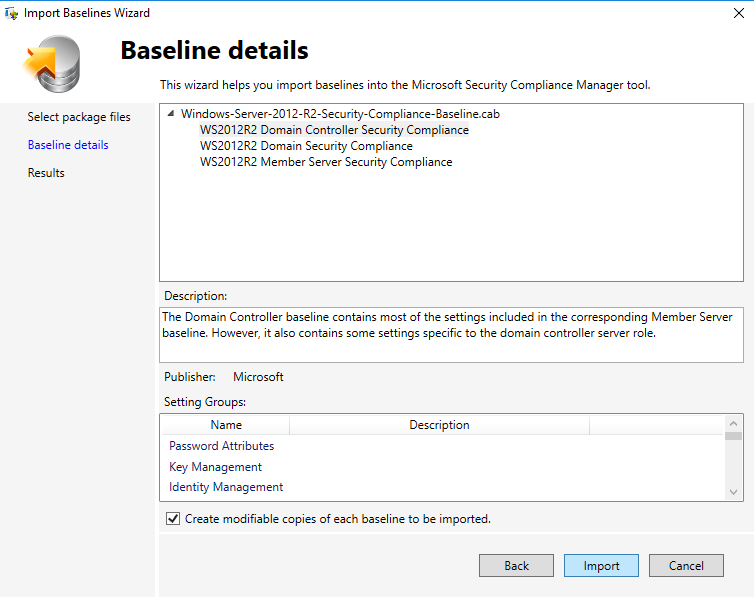 Import Baselines Wizard
Baseline details
This wizard helps you import baselines into the Microsoft Security Compliance Manager tool.
Select package files
Baseline details
Results
Windows-Server-2012-R2-Security-Compliance-Baseline.cab
WS2012R2 Domain Controller Security Compliance
WS2012R2 Domain Security Compliance
WS2012R2 Member Server Security Compliance
Description:
The Domain Controller baseline contains most of the settings included in the corresponding Member Server
baseline. However, it also contains some settings specific to the domain controller server role.
Publisher: Microsoft
Setting Groups:
Name Description
Password Attributes
Key Management
Identity Management
Create modifiable copies of each baseline to be imported.
Back Import Cancel